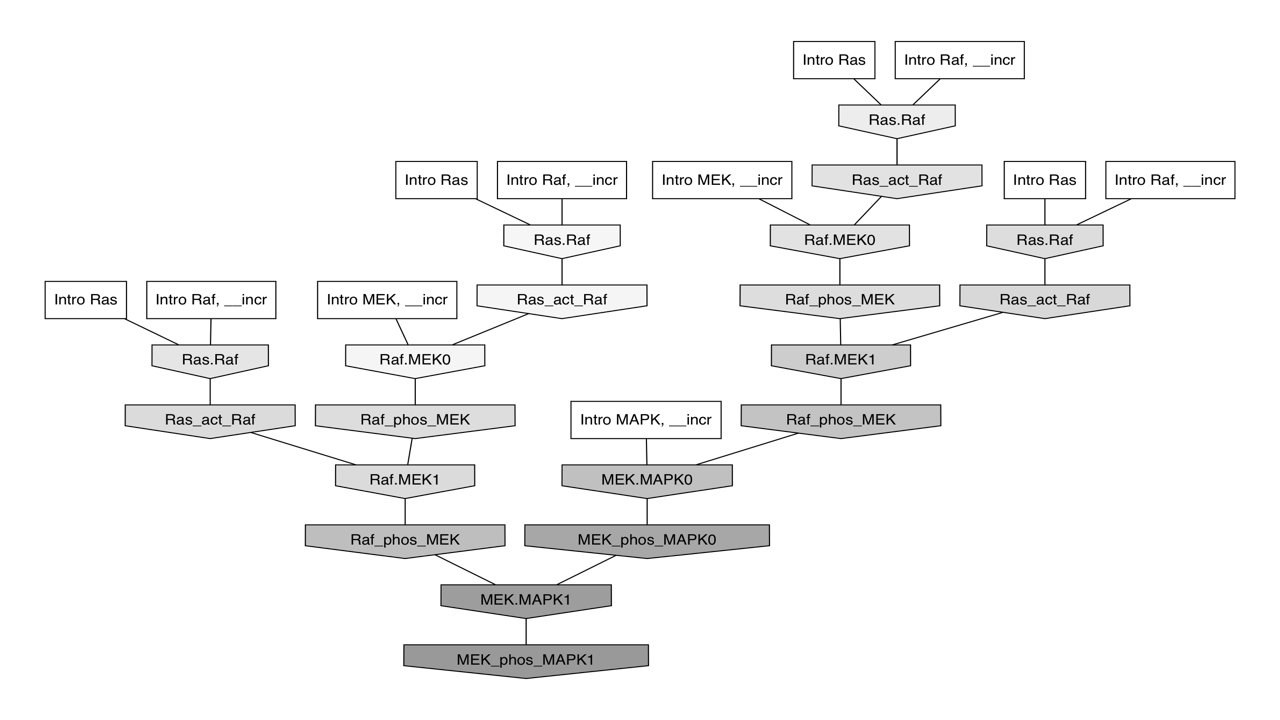 Intro Ras
Intro Raf, __incr
Ras.Raf
Intro Ras
Intro Raf, __incr
Intro MEK, __incr
Ras_act_Raf
Intro Ras
Intro Raf, __incr
Ras.Raf
Raf.MEK0
Ras.Raf
Intro Ras
Intro Raf, __incr
Intro MEK, __incr
Ras_act_Raf
Raf_phos_MEK
Ras_act_Raf
Ras.Raf
Raf.MEK0
Raf.MEK1
Ras_act_Raf
Raf_phos_MEK
Intro MAPK, __incr
Raf_phos_MEK
Raf.MEK1
MEK.MAPK0
Raf_phos_MEK
MEK_phos_MAPK0
MEK.MAPK1
MEK_phos_MAPK1